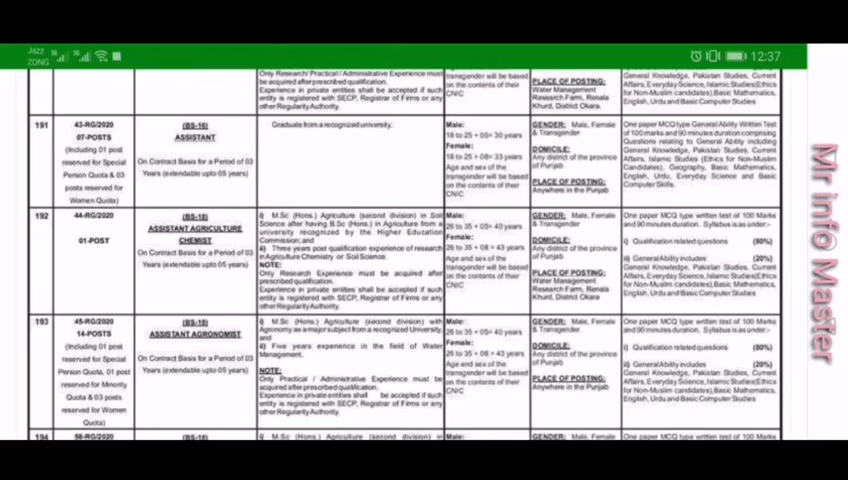 Jazz
ZONG
12:37
Only Research/ Practical / Administrative Experience must
be acquired after prescribed qualification.
Experience in private entities shall be accepted if such
entity is registered with SECP, Registrar of Firms or any
other Regularity Authority.
transgender will be based
on the contents of their
CNIC
PLACE OF POSTING:
Water Management
Research Farm, Renala
Khurd, District Okara.
General Knowledge, Pakistan Studies, Current
Affairs, Everyday Science, Islamic Studies (Ethics
for Non-Muslim candidates), Basic Mathematics,
English, Urdu and Basic Computer Studies
191
43-RG/2020
07-POSTS
(Including 01 post
reserved for Special
Person Quota & 03
posts reserved for
Women Quota)
(BS-16)
ASSISTANT
On Contract Basis for a Period of 03
Years (extendable upto 05 years)
Graduate from a recognized university.
Male:
18 to 25 + 05= 30 years
Female:
18 to 25 + 08= 33 years
Age and sex of the
transgender will be based
on the contents of their
CNIC
GENDER: Male, Female
& Transgender
DOMICILE:
Any district of the province
of Punjab
PLACE OF POSTING:
Anywhere in the Punjab
One paper MCQ type General Ability Written Test
of 100 marks and 90 minutes duration comprising
Questions relating to General Ability including
General Knowledge, Pakistan Studies, Current
Affairs, Islamic Studies (Ethics for Non-Muslim
Candidates), Geography, Basic Mathematics,
English, Urdu, Everyday Science and Basic
Computer Skills.
192
44-RG/2020
01-POST
(BS-18)
ASSISTANT AGRICULTURE
CHEMIST
On Contract Basis for a Period of 03
Years (extendable upto 05 years)
i) M.Sc (Hons.) Agriculture (second division) in Soil
Science after having B.Sc (Hons.) in Agriculture from a
university recognized by the Higher Education
Commission; and
ii) Three years post qualification experience of research
in Agriculture Chemistry or Soil Science.
NOTE:
Only Research Experience must be acquired after
prescribed qualification.
Experience in private entities shall be accepted if such
entity is registered with SECP, Registrar of Firms or any
other Regularity Authority.
Male:
26 to 35 + 05= 40 years
Female:
26 to 35 + 08 = 43 years
Age and sex of the
transgender will be based
on the contents of their
CNIC
GENDER: Male, Female
& Transgender
DOMICILE:
Any district of the province
of Punjab
PLACE OF POSTING:
Water Management
Research Farm, Renala
Khurd, District Okara
One paper MCQ type written test of 100 Marks
and 90 minutes duration. Syllabus is as under:-
i) Qualification related questions (80%)
ii) General Ability includes (20%)
General Knowledge, Pakistan Studies, Current
Affairs, Everyday Science, Islamic Studies (Ethics
for Non-Muslim candidates), Basic Mathematics,
English, Urdu and Basic Computer Studies
193
45-RG/2020
14-POSTS
(Including 01 post
reserved for Special
Person Quota, 01 post
reserved for Minority
Quota & 03 posts
reserved for Women
Quota)
(BS-18)
ASSISTANT AGRONOMIST
On Contract Basis for a Period of 03
Years (extendable upto 05 years)
i) M.Sc (Hons.) Agriculture (second division) with
Agronomy as a major subject from a recognized University.
and
ii) Five years experience in the field of Water
Management.
NOTE:
Only Practical / Administrative Experience must be
acquired after prescribed qualification.
Experience in private entities shall be accepted if such
entity is registered with SECP, Registrar of Firms or any
other Regularity Authority.
Male:
26 to 35 + 05= 40 years
Female:
26 to 35 + 08 = 43 years
Age and sex of the
transgender will be based
on the contents of their
CNIC
GENDER: Male, Female
& Transgender
DOMICILE:
Any district of the province
of Punjab
PLACE OF POSTING:
Anywhere in the Punjab
One paper MCQ type written test of 100 Marks
and 90 minutes duration. Syllabus is as under:-
i) Qualification related questions (80%)
ii) General Ability includes (20%)
General Knowledge, Pakistan Studies, Current
Affairs, Everyday Science, Islamic Studies (Ethics
for Non-Muslim candidates), Basic Mathematics,
English, Urdu and Basic Computer Studies
194
58-RG/2020
(BS-18)
i) M.Sc (Hons.) Agriculture (second division) in
Male:
GENDER: Male, Female
One paper MCQ type written test of 100 Marks
Mr info Master